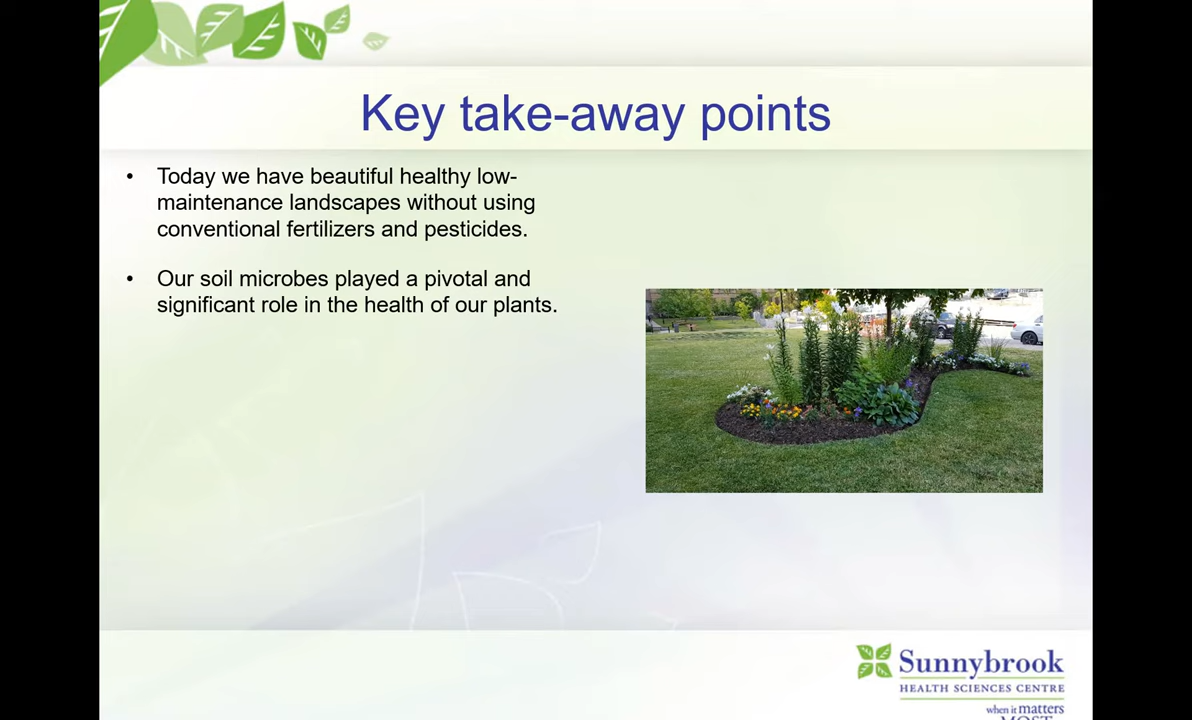 Key take-away points
• Today we have beautiful healthy low-
maintenance landscapes without using
conventional fertilizers and pesticides.
• Our soil microbes played a pivotal and
significant role in the health of our plants.
Sunnybrook
HEALTH SCIENCES CENTRE
when it matters
MOST